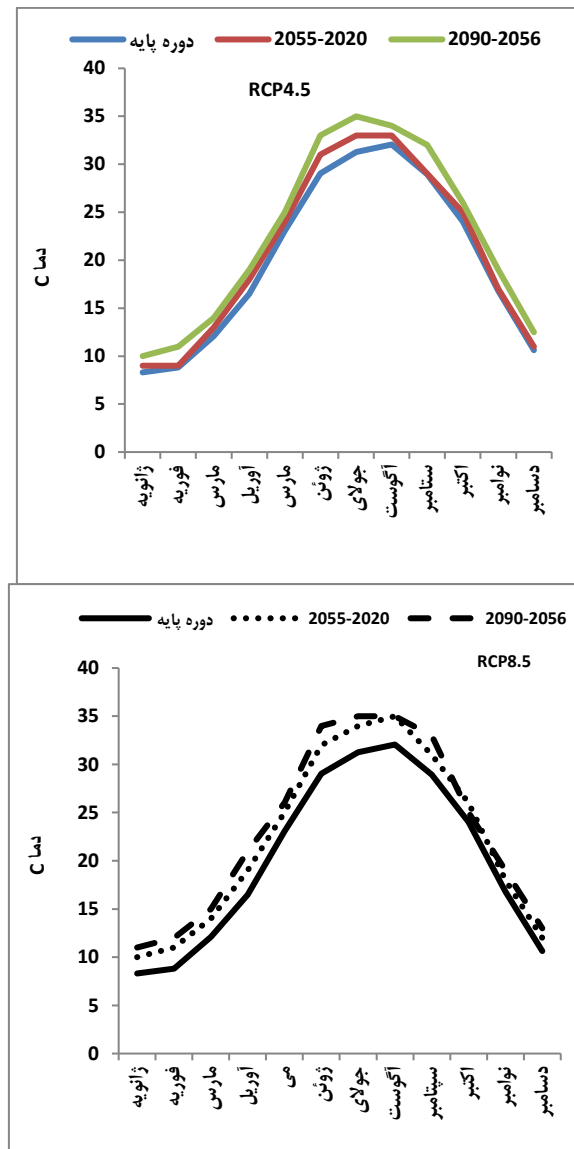 دوره پایه 2055-2020 2090-2056
RCP4.5
40
35
30
25
20
15
10
5
0
دما C
ژانویه
فوریه
مارس
آوریل
مارس
ژوئن
جولای
آگوست
ستامبر
اکتبر
نوامبر
دسامبر
دوره پایه 2055-2020 2090-2056
RCP8.5
40
35
30
25
20
15
10
5
0
دما C
ژانویه
فوریه
مارس
آوریل
می
ژوئن
جولای
آگوست
سپتامبر
اکتبر
نوامبر
دسامبر